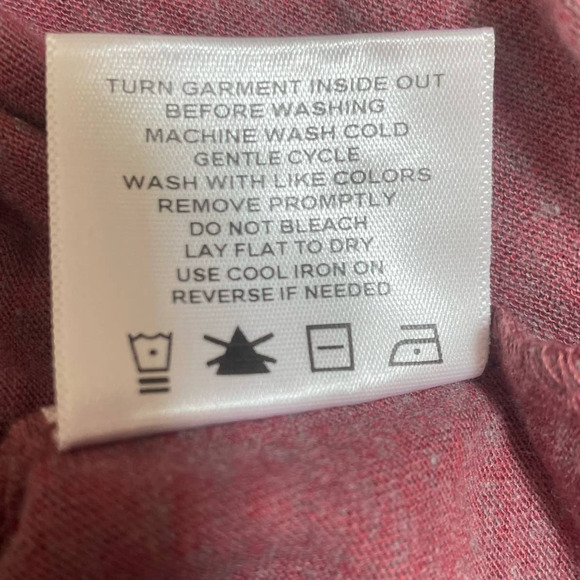 TURN GARMENT INSIDE OUT
BEFORE WASHING
MACHINE WASH COLD
GENTLE CYCLE
WASH WITH LIKE COLORS
REMOVE PROMPTLY
DO NOT BLEACH
LAY FLAT TO DRY
USE COOL IRON ON
REVERSE IF NEEDED